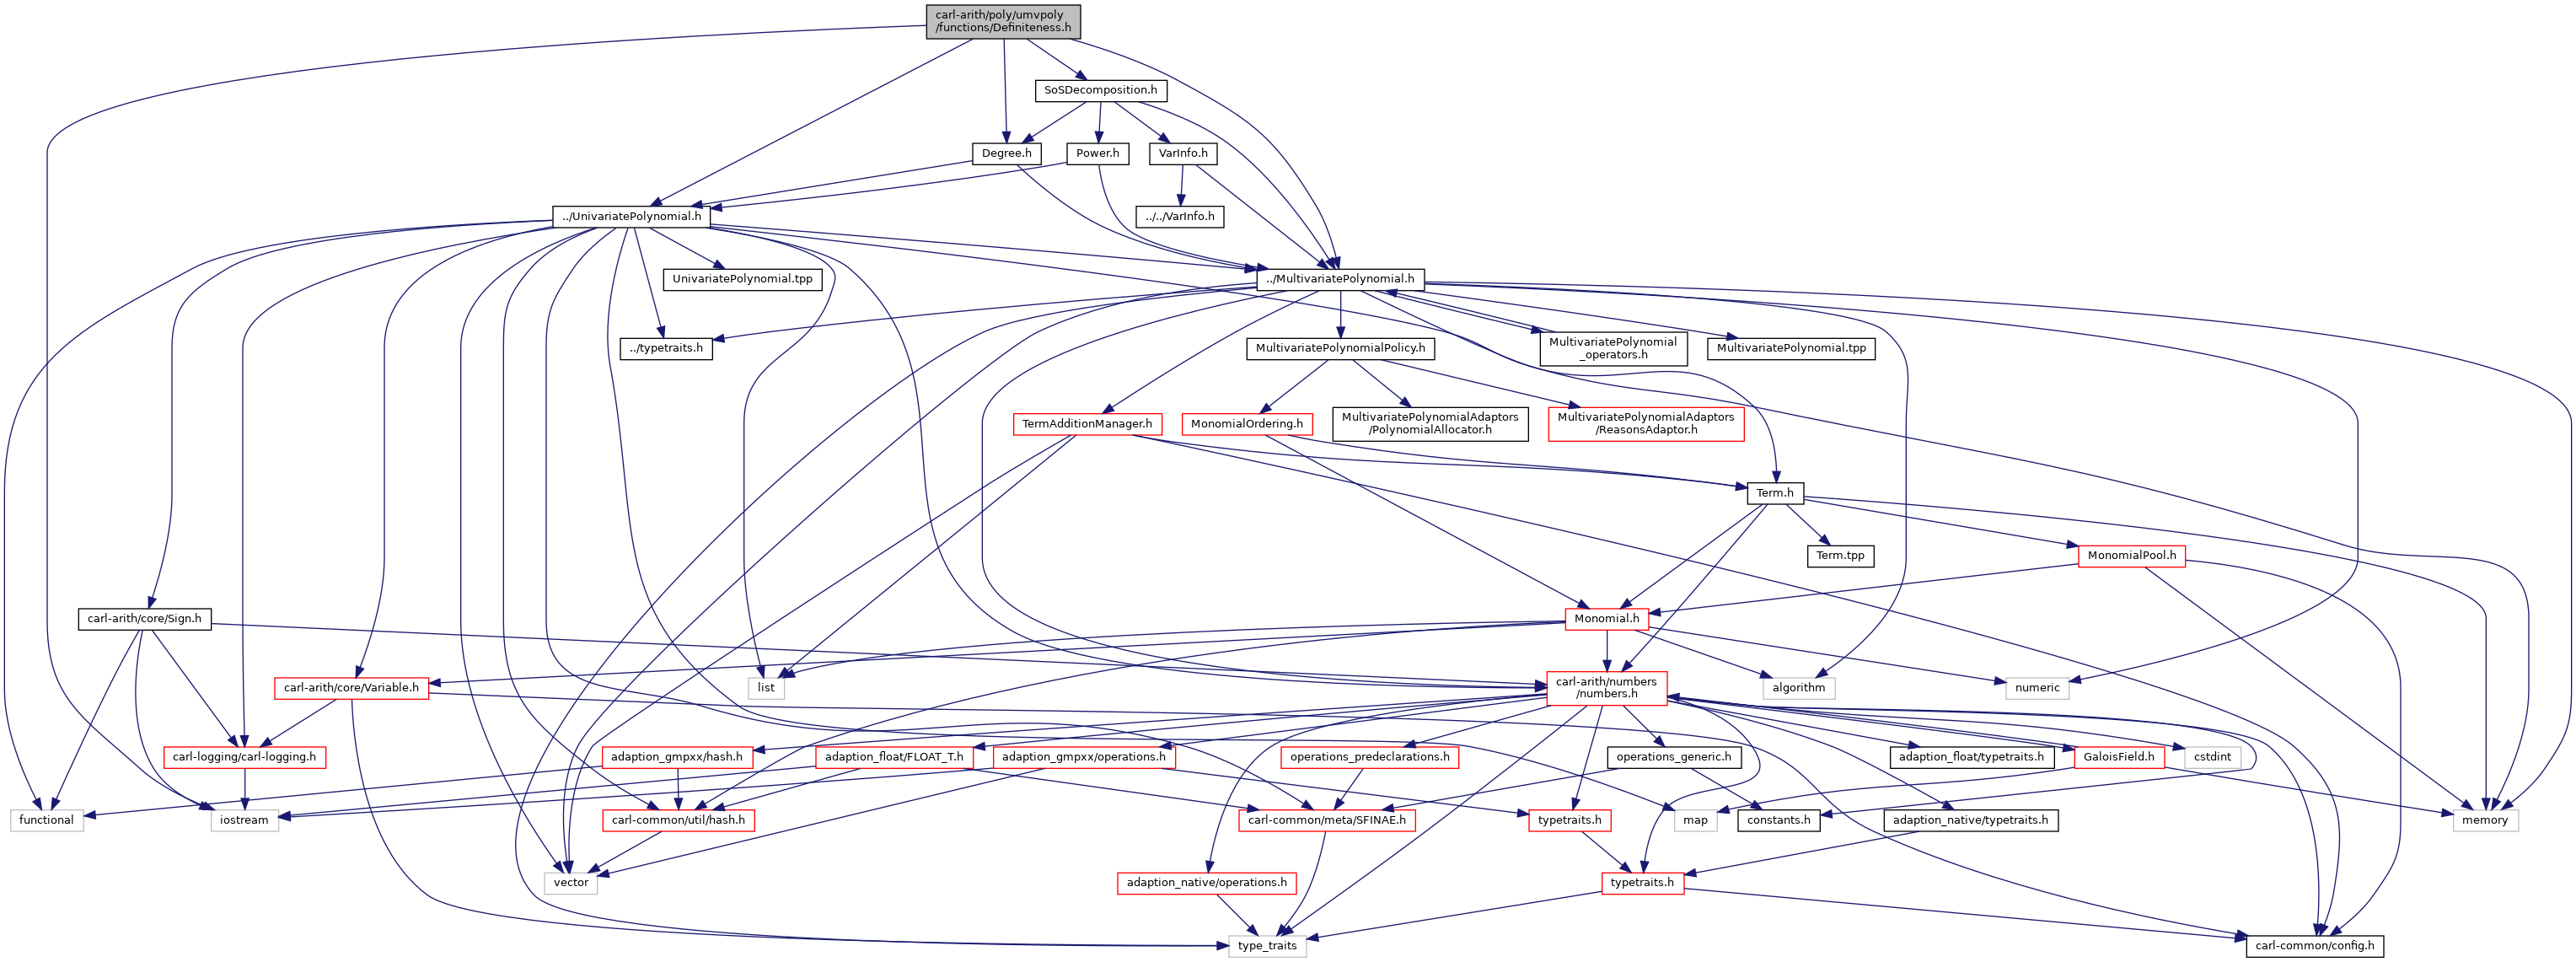 carl-arith/poly/umvpoly
/functions/Definiteness.h
SoSDecomposition.h
Degree.h
Power.h
VarInfo.h
../UnivariatePolynomial.h
../../VarInfo.h
UnivariatePolynomial.tpp
../MultivariatePolynomial.h
../typetraits.h
MultivariatePolynomialPolicy.h
MultivariatePolynomial
_operators.h
MultivariatePolynomial.tpp
TermAdditionManager.h
MonomialOrdering.h
MultivariatePolynomialAdaptors
/PolynomialAllocator.h
MultivariatePolynomialAdaptors
/ReasonsAdaptor.h
Term.h
Term.tpp
MonomialPool.h
carl-arith/core/Sign.h
Monomial.h
carl-arith/core/Variable.h
list
carl-arith/numbers
/numbers.h
algorithm
numeric
carl-logging/carl-logging.h
adaption_gmpxx/hash.h
adaption_float/FLOAT_T.h
adaption_gmpxx/operations.h
operations_predeclarations.h
operations_generic.h
adaption_float/typetraits.h
GaloisField.h
cstdint
functional
iostream
carl-common/util/hash.h
carl-common/meta/SFINAE.h
typetraits.h
map
constants.h
adaption_native/typetraits.h
memory
vector
adaption_native/operations.h
typetraits.h
type_traits
carl-common/config.h